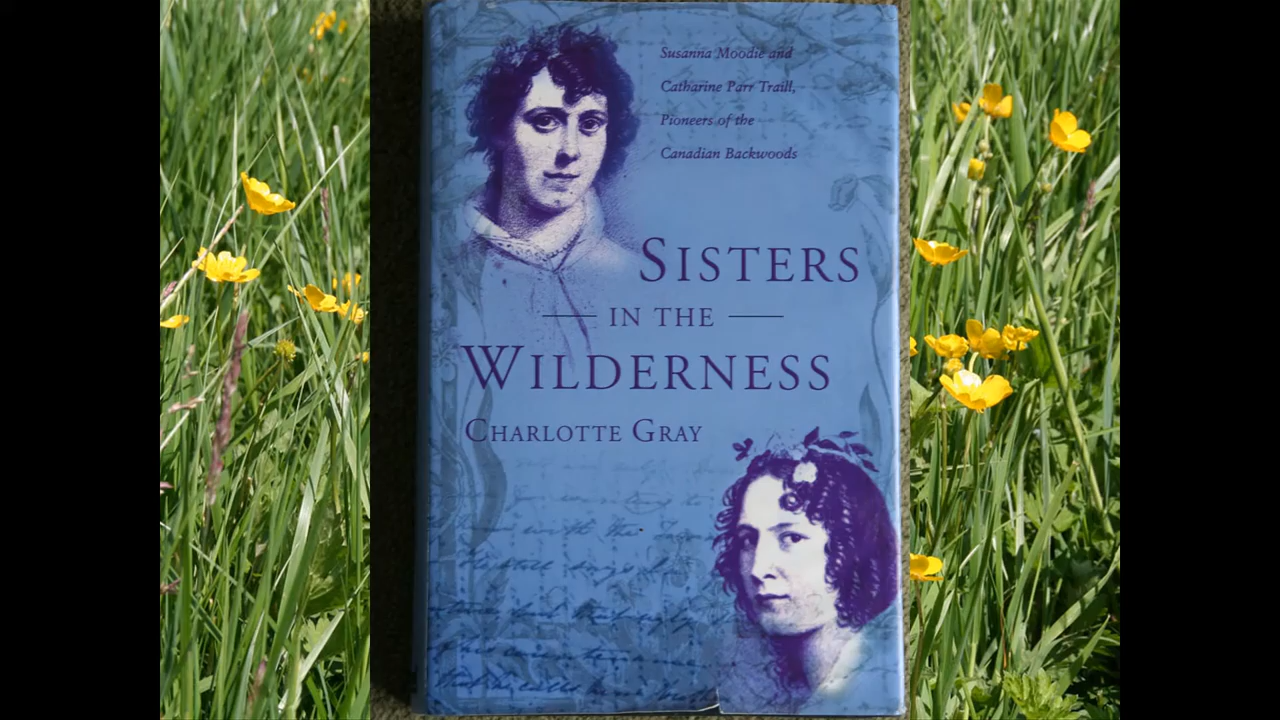 Susanna Moodie and
Catharine Parr Traill,
Pioneers of the
Canadian Backwoods
SISTERS
IN THE
WILDERNESS
CHARLOTTE GRAY